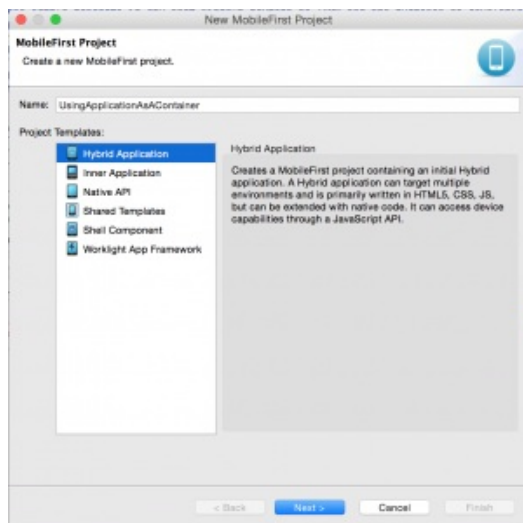 New MobileFirst Project
MobileFirst Project
Create a new MobileFirst project.
Name: UsingApplicationAsAContainer
Project Templates:
Hybrid Application
Inner Application
Native API
Shared Templates
Shell Component
Worklight App Framework
Hybrid Application
Creates a MobileFirst project containing an initial Hybrid
application. A Hybrid application can target multiple
environments and is primarily written in HTML5, CSS, JS,
but can be extended with native code. It can access device
capabilities through a JavaScript API.
< Back Next > Cancel Finish